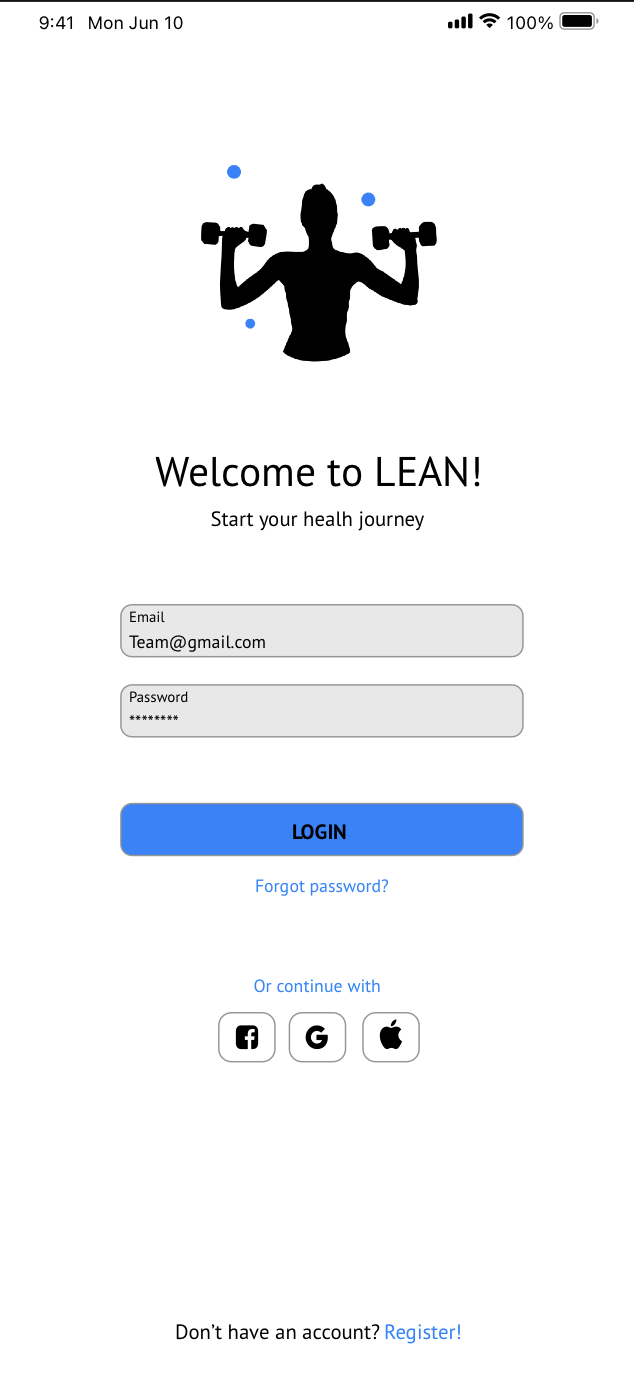 9:41 Mon Jun 10 100%
Welcome to LEAN!
Start your healh journey
Email
Team@gmail.com
Password
********
LOGIN
Forgot password?
Or continue with
Don’t have an account? Register!